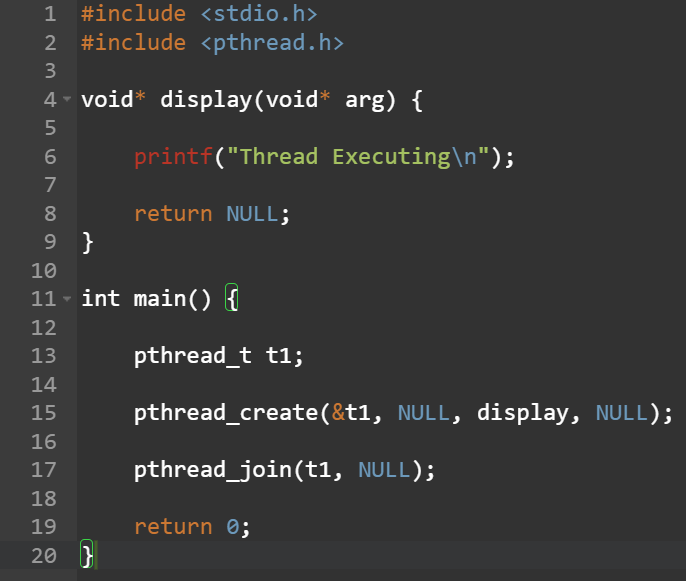 1 #include <stdio.h>
2 #include <pthread.h>
3
4 void* display(void* arg) {
5
6     printf("Thread Executing\n");
7
8     return NULL;
9 }
10
11 int main() {
12
13     pthread_t t1;
14
15     pthread_create(&t1, NULL, display, NULL);
16
17     pthread_join(t1, NULL);
18
19     return 0;
20 }